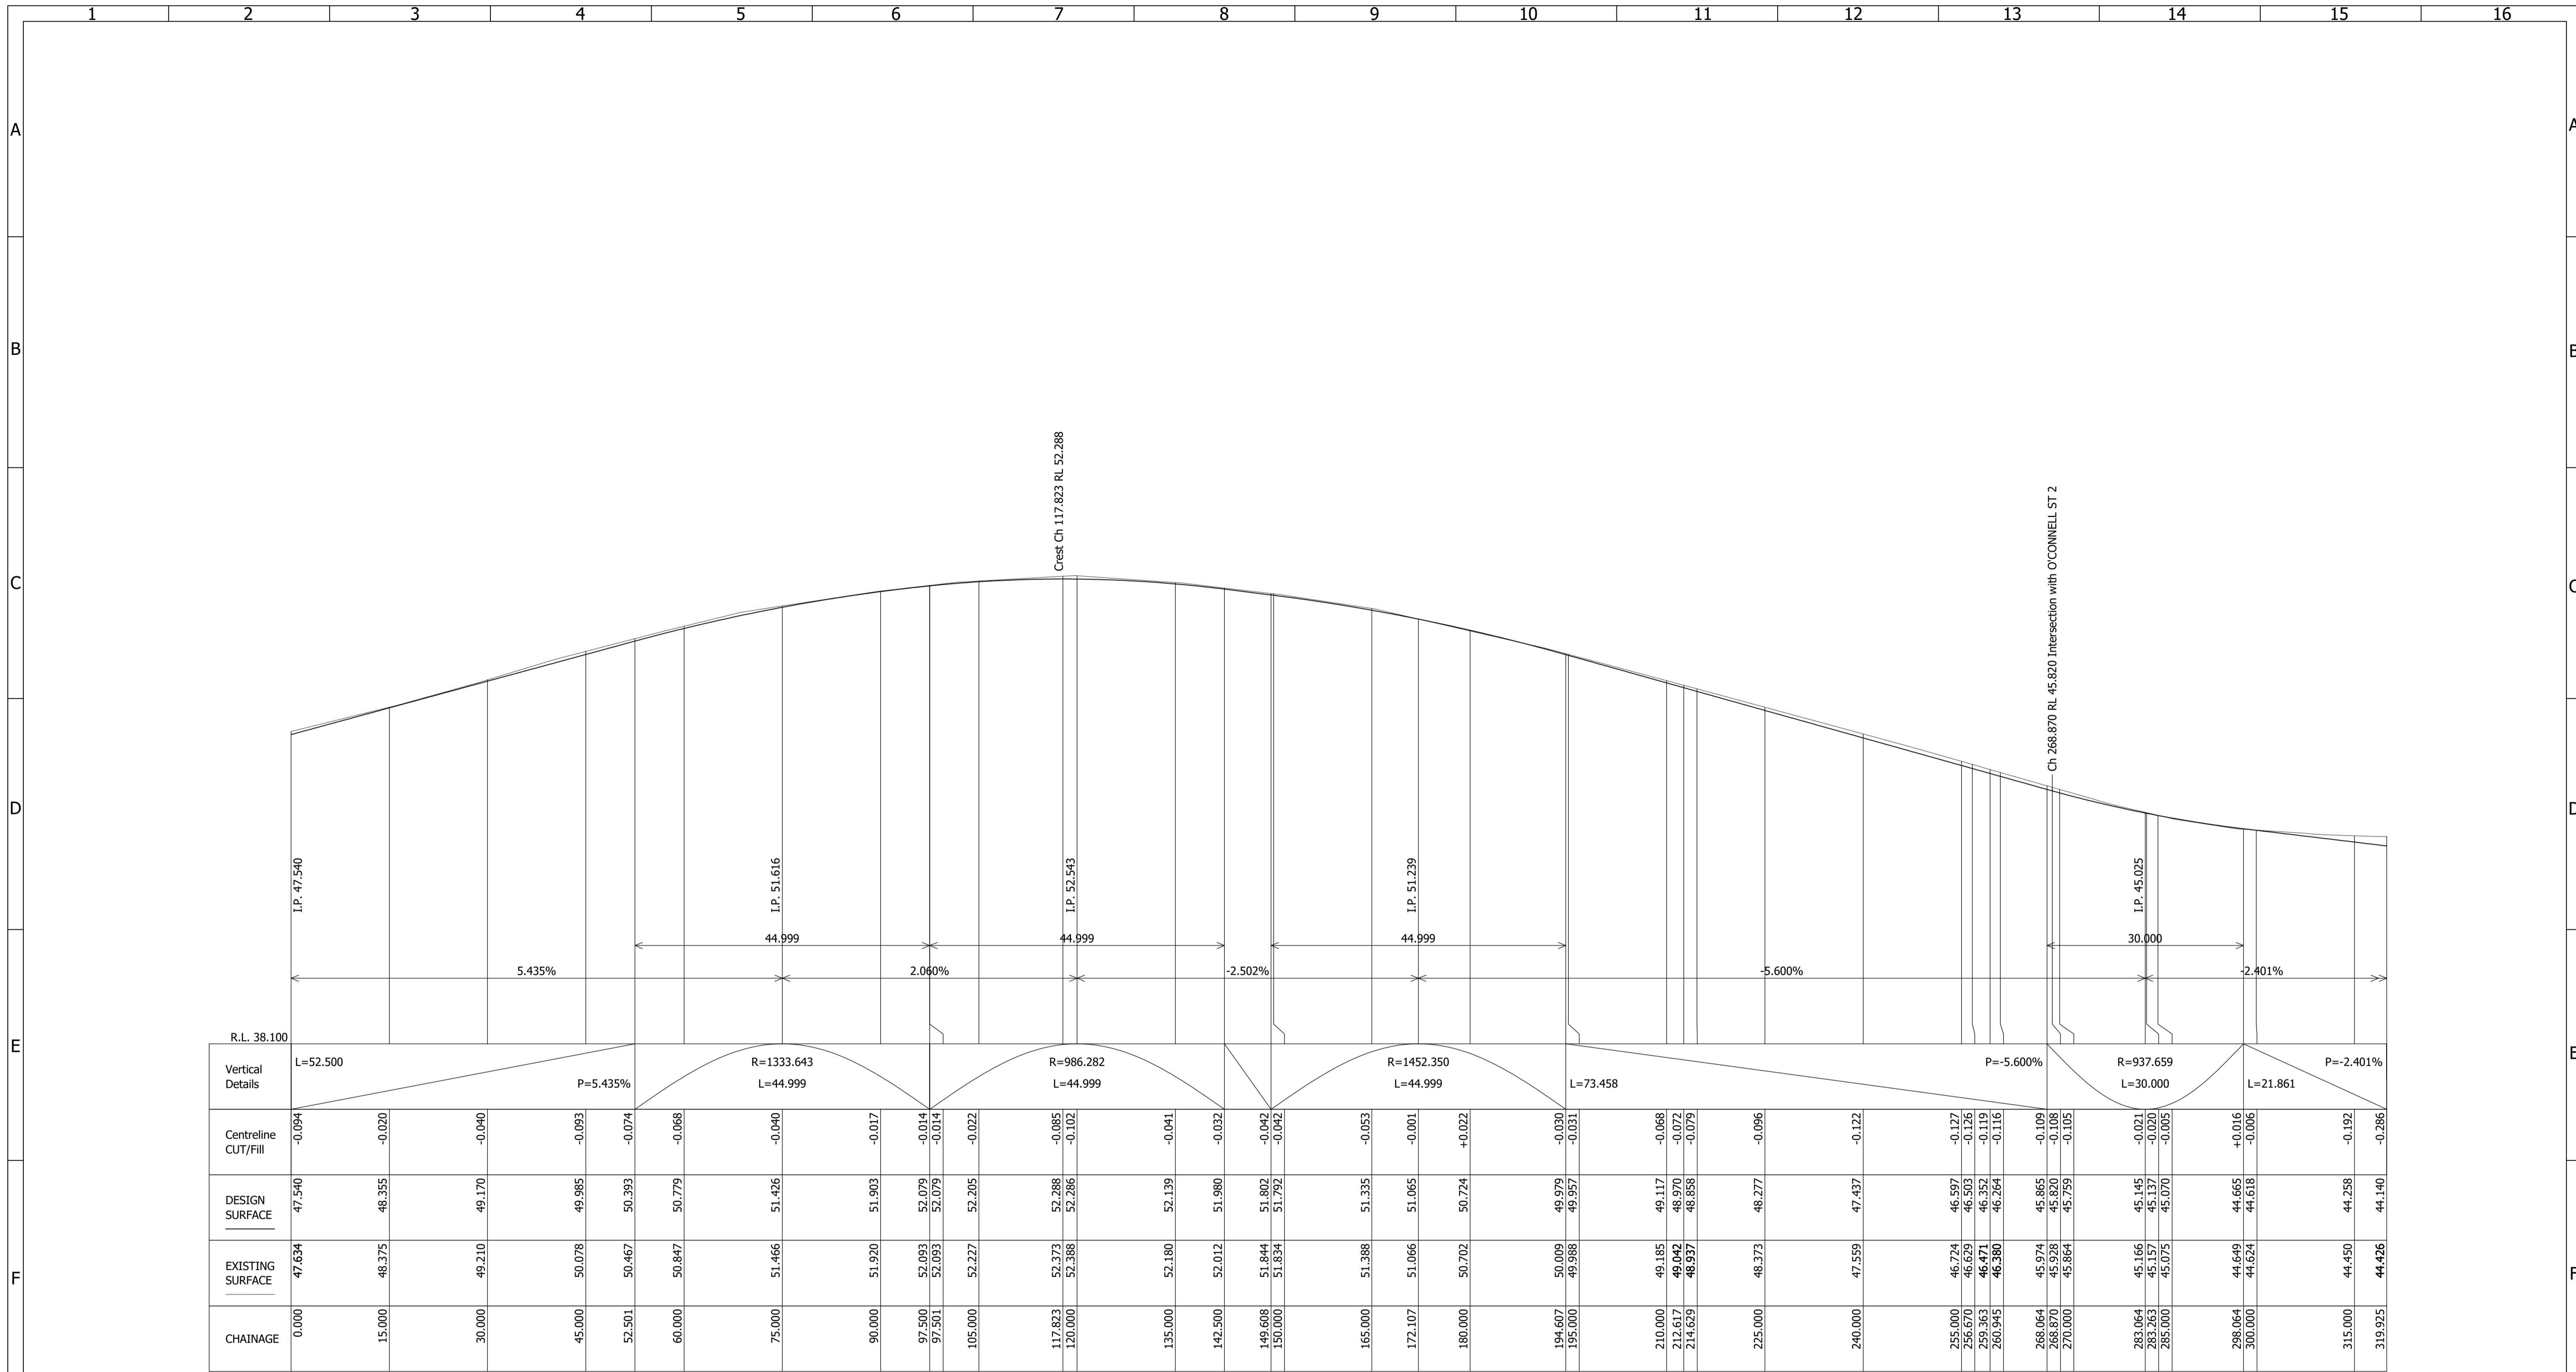 1 2 3 4 5 6 7 8 9 10 11 12 13 14 15 16
A A
B B
C C
D D
E E
F F
Crest Ch 117.823 RL 52.288
Ch 268.870 RL 45.820 Intersection with O'CONNELL ST 2
I.P. 47.540
I.P. 51.616
I.P. 52.543
I.P. 51.239
I.P. 45.025
44.999 44.999 44.999 30.000
5.435% 2.060% -2.502% -5.600% -2.401%
R.L. 38.100
Vertical
Details
L=52.500
P=5.435%
R=1333.643
L=44.999
R=986.282
L=44.999
R=1452.350
L=44.999
L=73.458
P=-5.600%
R=937.659
L=30.000
L=21.861
P=-2.401%
Centreline
CUT/Fill
-0.094 -0.020 -0.040 -0.093 -0.074 -0.068 -0.040 -0.017 -0.014 -0.014 -0.022 -0.085 -0.102 -0.041 -0.032 -0.042 -0.042 -0.053 -0.001 +0.022 -0.030 -0.031 -0.068 -0.072 -0.079 -0.096 -0.122 -0.127 -0.126 -0.119 -0.116 -0.109 -0.108 -0.105 -0.021 -0.020 -0.005 +0.016 -0.006 -0.192 -0.286
DESIGN
SURFACE
47.540 48.355 49.170 49.985 50.393 50.779 51.426 51.903 52.079 52.079 52.205 52.288 52.286 52.139 51.980 51.802 51.792 51.335 51.065 50.724 49.979 49.957 49.117 48.970 48.858 48.277 47.437 46.597 46.503 46.352 46.264 45.865 45.820 45.759 45.145 45.137 45.070 44.665 44.618 44.258 44.140
EXISTING
SURFACE
47.634 48.375 49.210 50.078 50.467 50.847 51.466 51.920 52.093 52.093 52.227 52.373 52.388 52.180 52.012 51.844 51.834 51.388 51.066 50.702 50.009 49.988 49.185 49.042 48.937 48.373 47.559 46.724 46.629 46.471 46.380 45.974 45.928 45.864 45.166 45.157 45.075 44.649 44.624 44.450 44.426
CHAINAGE
0.000 15.000 30.000 45.000 52.501 60.000 75.000 90.000 97.500 97.501 105.000 117.823 120.000 135.000 142.500 149.608 150.000 165.000 172.107 180.000 194.607 195.000 210.000 212.617 214.629 225.000 240.000 255.000 256.670 259.363 260.945 268.064 268.870 270.000 283.064 283.263 285.000 298.064 300.000 315.000 319.925